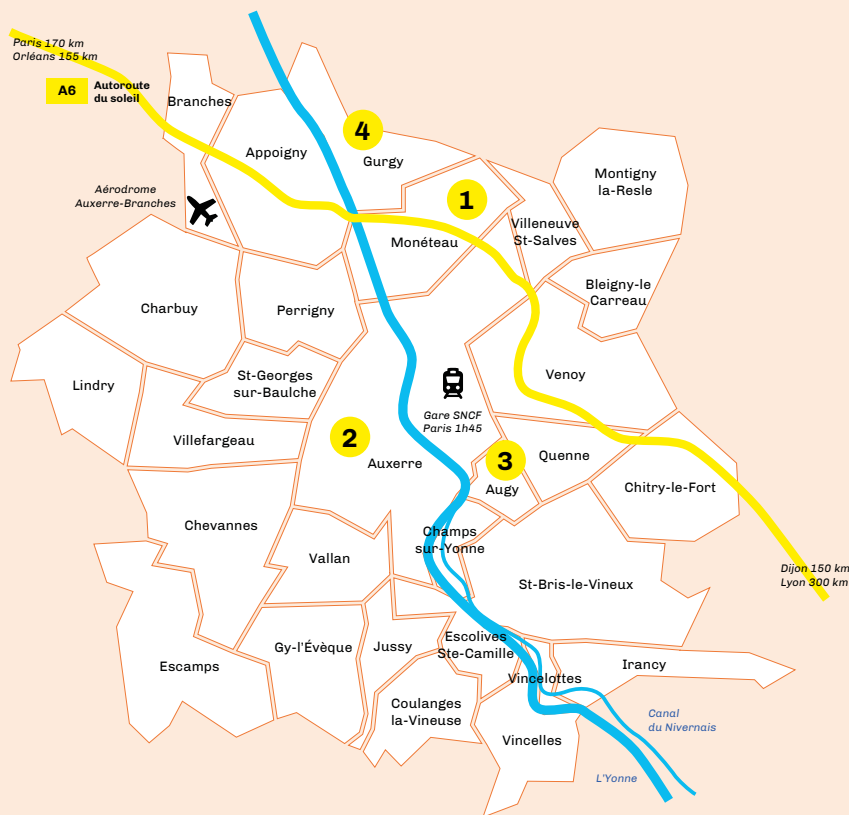 Paris 170 km
Orléans 155 km
A6
Autoroute
du soleil
Branches
Appoigny
4
Gurgy
Montigny
la-Resle
Aérodrome
Auxerre-Branches
1
Monéteau
Villeneuve
St-Salves
Bleigny-le
Carreau
Charbuy
Perrigny
Lindry
St-Georges
sur-Baulche
Venoy
Gare SNCF
Paris 1h45
Villefargeau
2
Auxerre
3
Augy
Quenne
Chitry-le-Fort
Chevannes
Champs
sur-Yonne
Vallan
St-Bris-le-Vineux
Dijon 150 km
Lyon 300 km
Escamps
Gy-l'Évèque
Jussy
Escolives
Ste-Camille
Irancy
Vincelottes
Coulanges
la-Vineuse
Vincelles
Canal
du Nivernais
L'Yonne